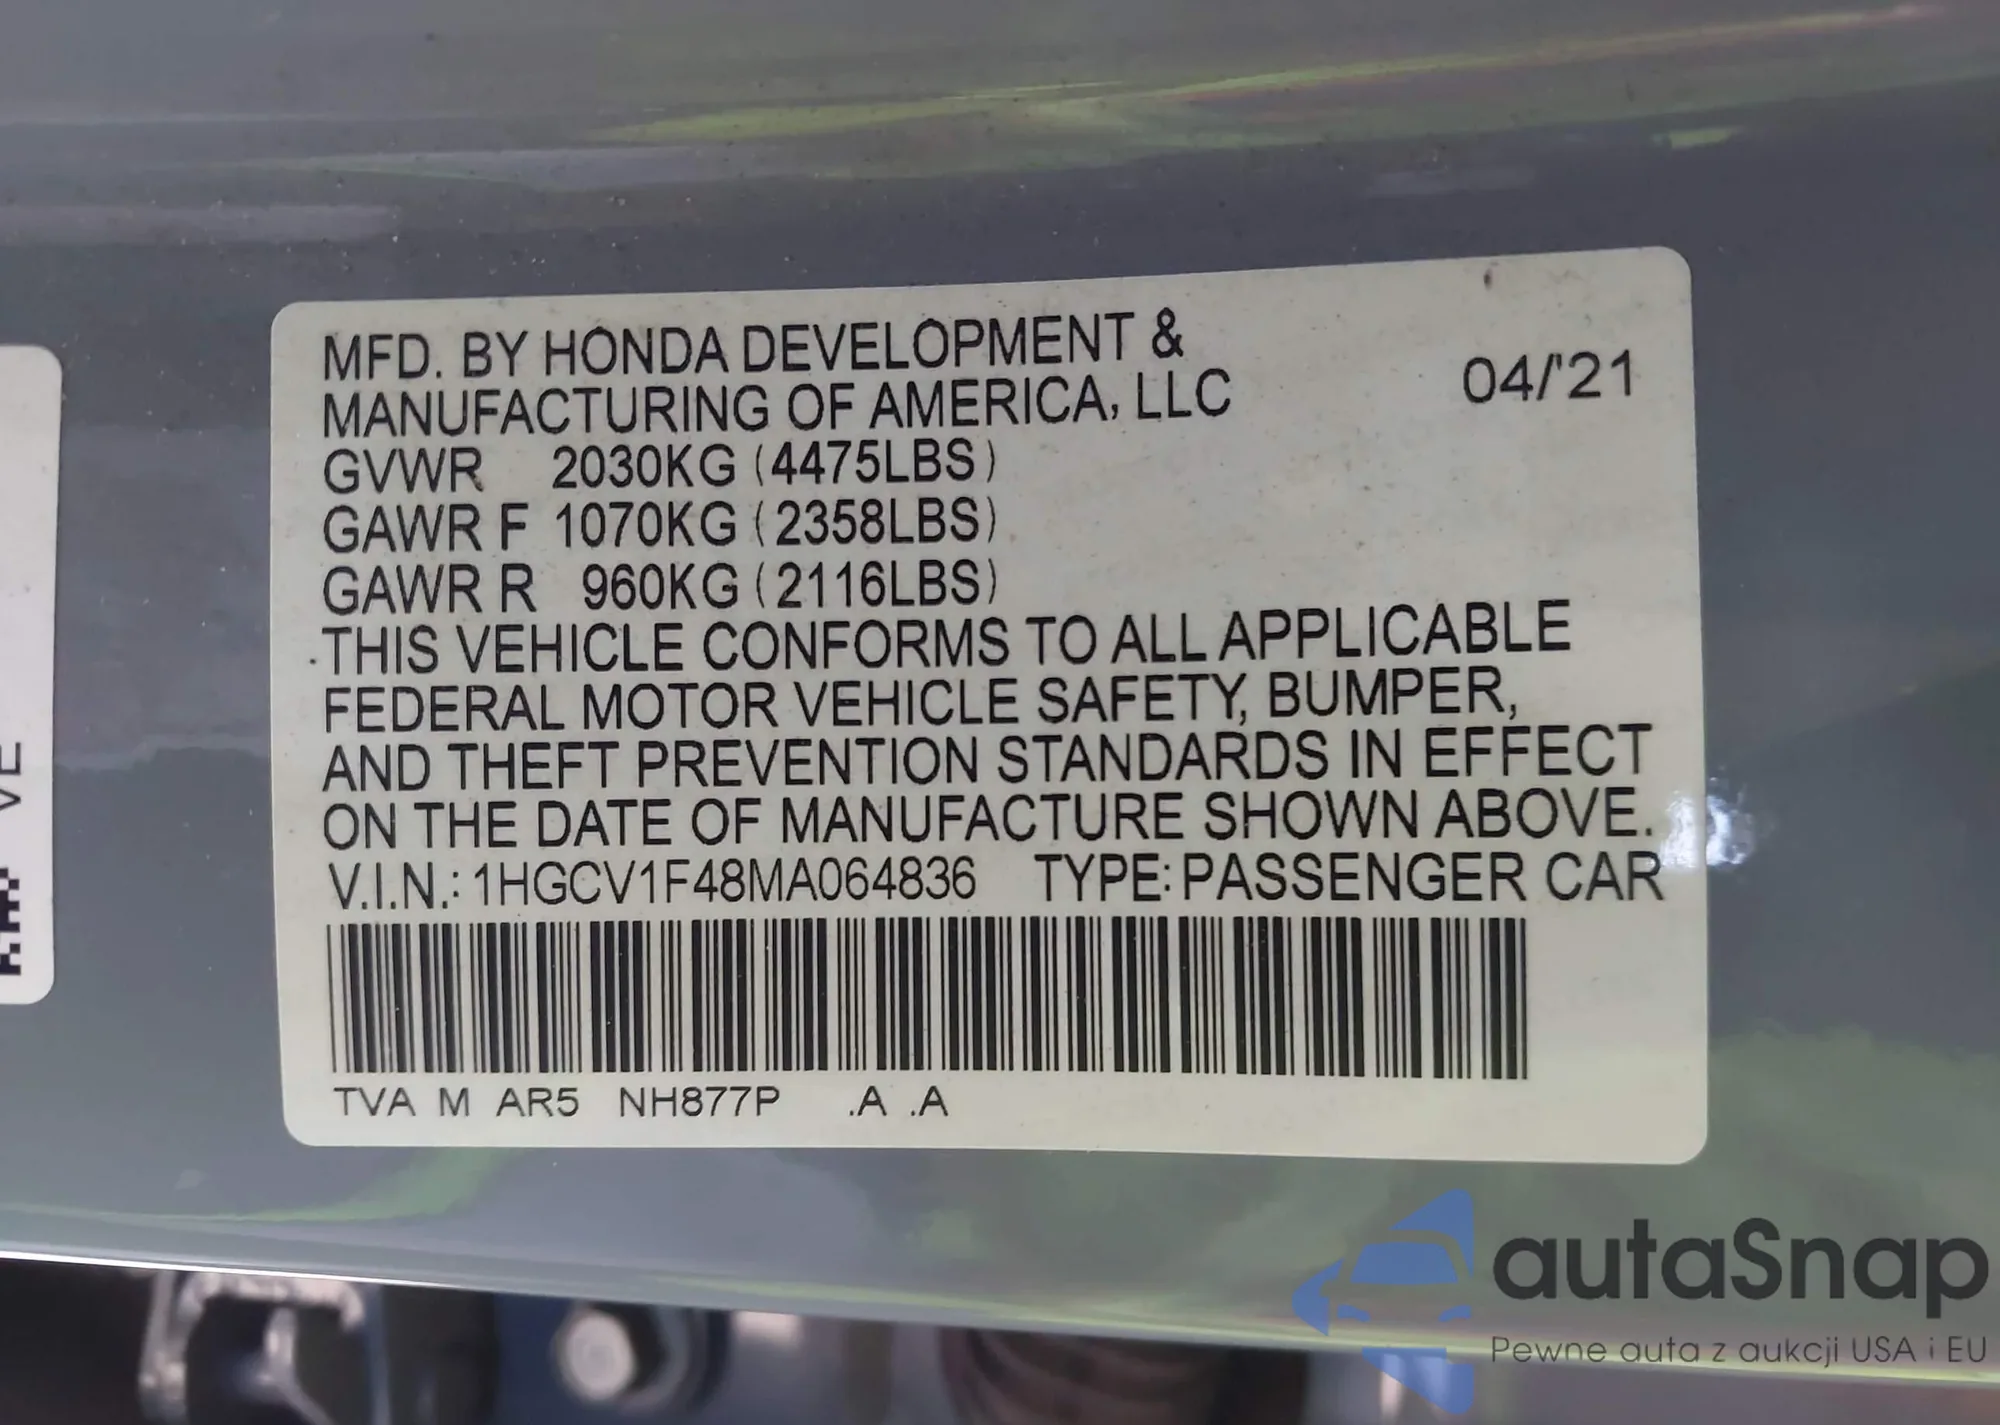 MFD. BY HONDA DEVELOPMENT &
MANUFACTURING OF AMERICA, LLC
04/'21
GVWR 2030KG (4475LBS)
GAWR F 1070KG (2358LBS)
GAWR R 960KG (2116LBS)
THIS VEHICLE CONFORMS TO ALL APPLICABLE
FEDERAL MOTOR VEHICLE SAFETY, BUMPER,
AND THEFT PREVENTION STANDARDS IN EFFECT
ON THE DATE OF MANUFACTURE SHOWN ABOVE.
V.I.N.: 1HGCV1F48MA064836 TYPE: PASSENGER CAR
TVA M AR5 NH877P .A .A
autaSnap
Pewne auta z aukcji USA i EU